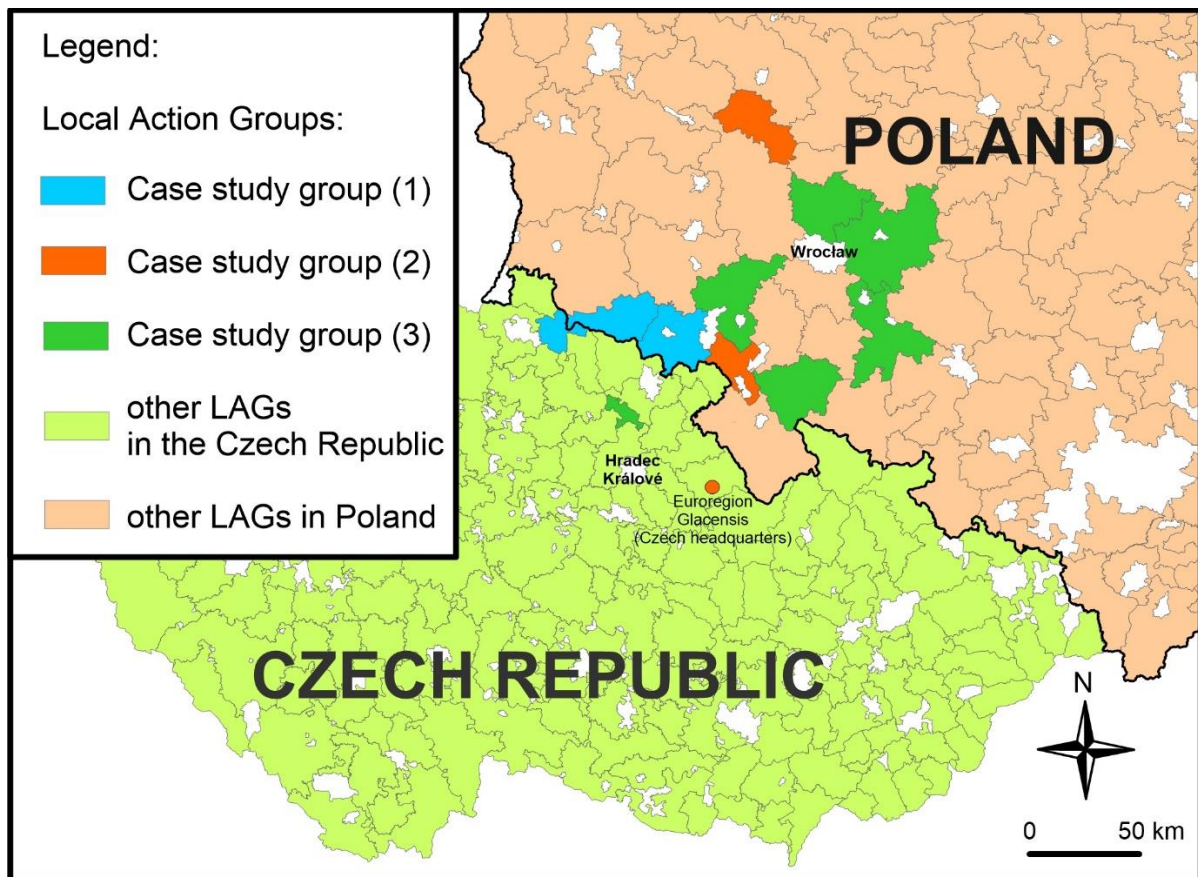 Legend:
Local Action Groups:
Case study group (1)
Case study group (2)
Case study group (3)
other LAGs
in the Czech Republic
other LAGs in Poland
POLAND
Wrocław
Hradec
Králové
Euroregion
Glacensis
(Czech headquarters)
CZECH REPUBLIC
N
0 50 km